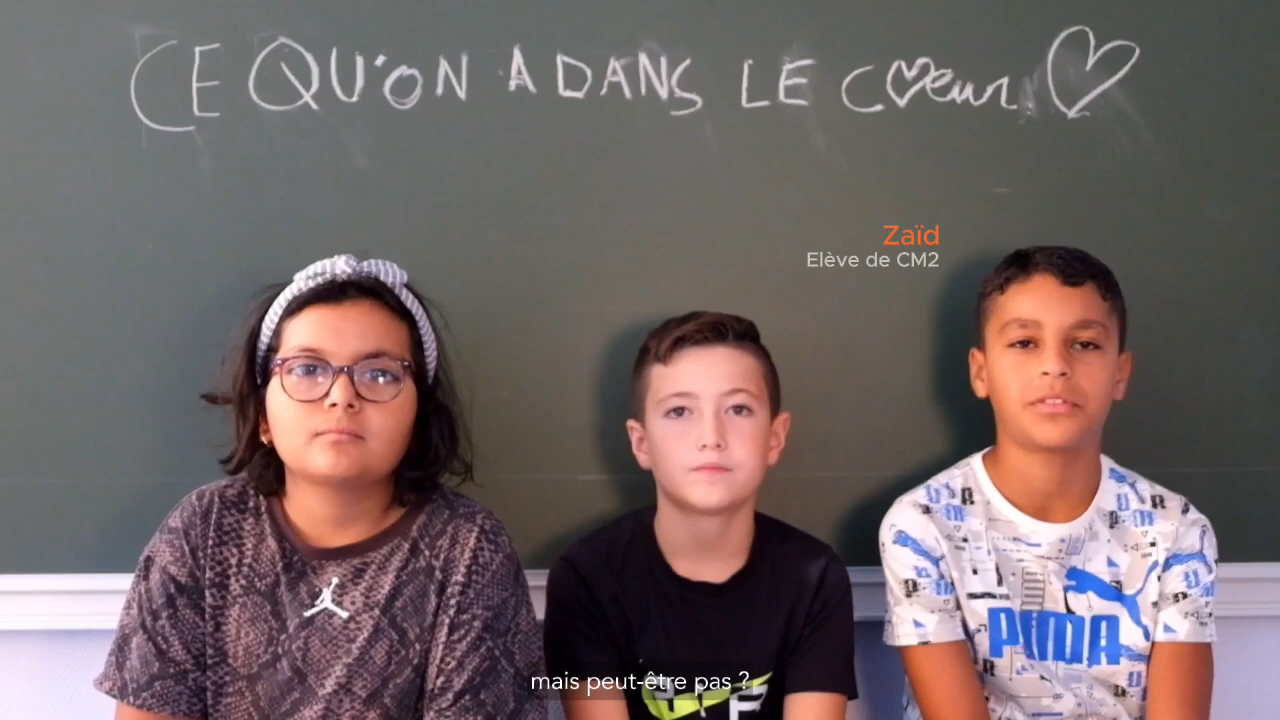 CE QU'ON A DANS LE CŒUR
Zaïd
Elève de CM2
PUMA
mais peut-être pas ?